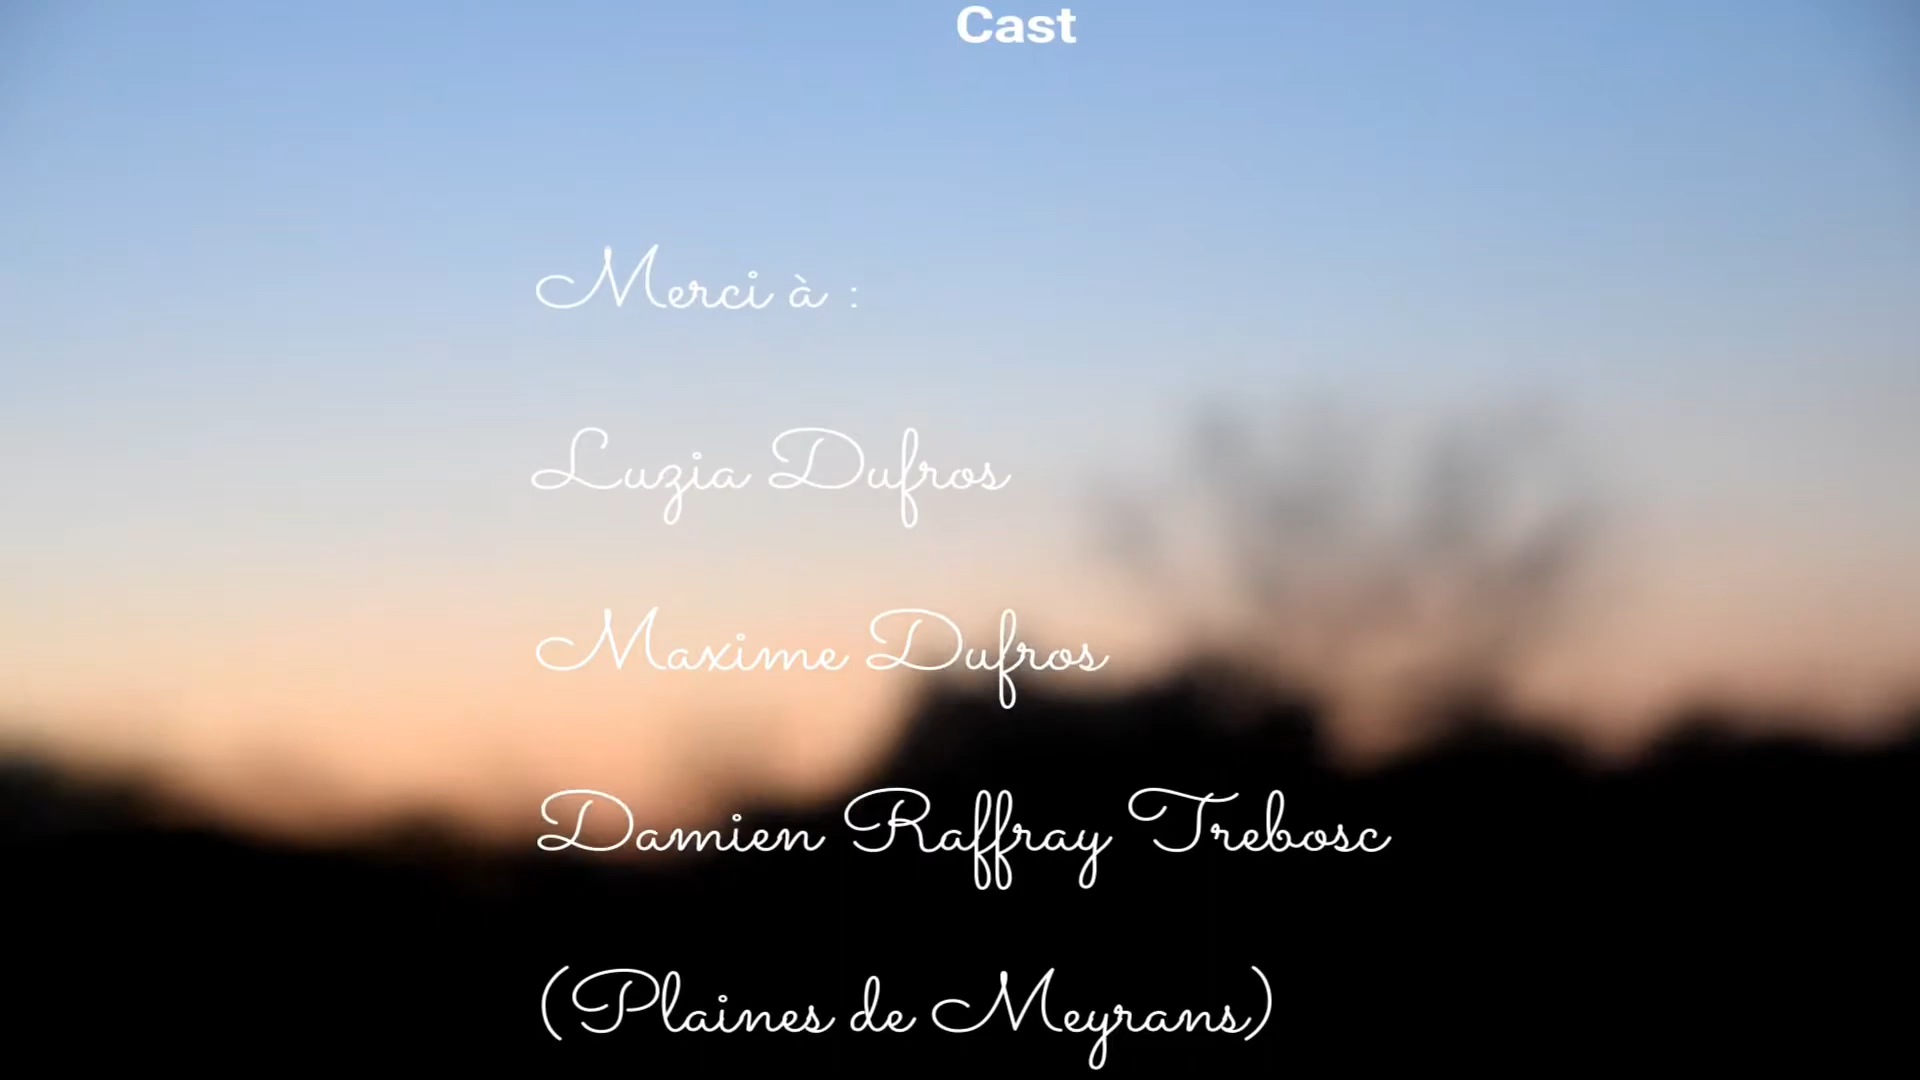 Cast
Merci à :
Luzia Dufros
Maxime Dufros
Damien Raffray Trebosc
(Plaines de Meyrans)